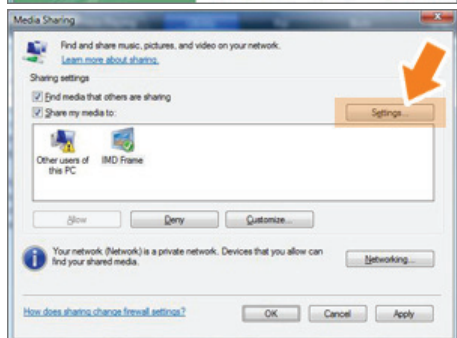 Media Sharing
Find and share music, pictures, and video on your network.
Learn more about sharing.
Sharing settings
Find media that others are sharing
Share my media to:
Settings...
Other users of
this PC
IMD Frame
Allow
Deny
Customize...
Your network (Network) is a private network. Devices that you allow can
find your shared media.
Networking...
How does sharing change firewall settings?
OK
Cancel
Apply